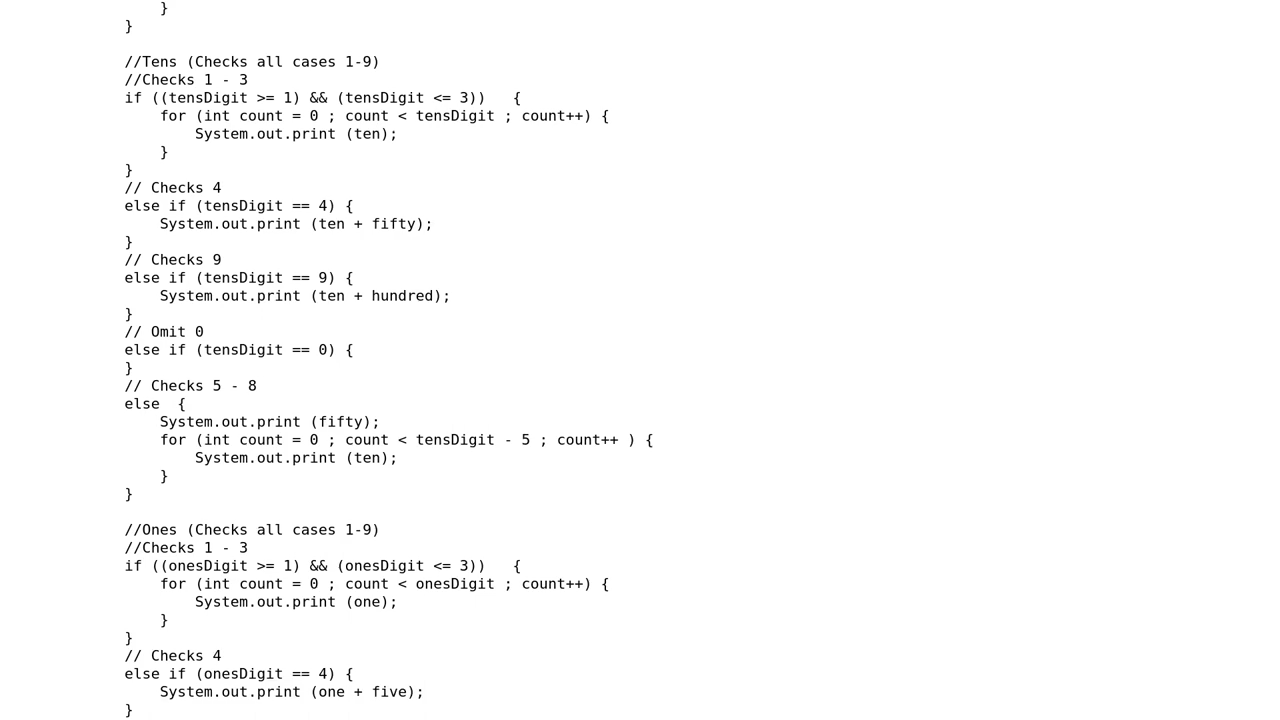 }
    }

    //Tens (Checks all cases 1-9)
    //Checks 1 - 3
    if ((tensDigit >= 1) && (tensDigit <= 3))   {
        for (int count = 0 ; count < tensDigit ; count++) {
            System.out.print (ten);
        }
    }
    // Checks 4
    else if (tensDigit == 4) {
        System.out.print (ten + fifty);
    }
    // Checks 9
    else if (tensDigit == 9) {
        System.out.print (ten + hundred);
    }
    // Omit 0
    else if (tensDigit == 0) {
    }
    // Checks 5 - 8
    else  {
        System.out.print (fifty);
        for (int count = 0 ; count < tensDigit - 5 ; count++ ) {
            System.out.print (ten);
        }
    }

    //Ones (Checks all cases 1-9)
    //Checks 1 - 3
    if ((onesDigit >= 1) && (onesDigit <= 3))   {
        for (int count = 0 ; count < onesDigit ; count++) {
            System.out.print (one);
        }
    }
    // Checks 4
    else if (onesDigit == 4) {
        System.out.print (one + five);
    }